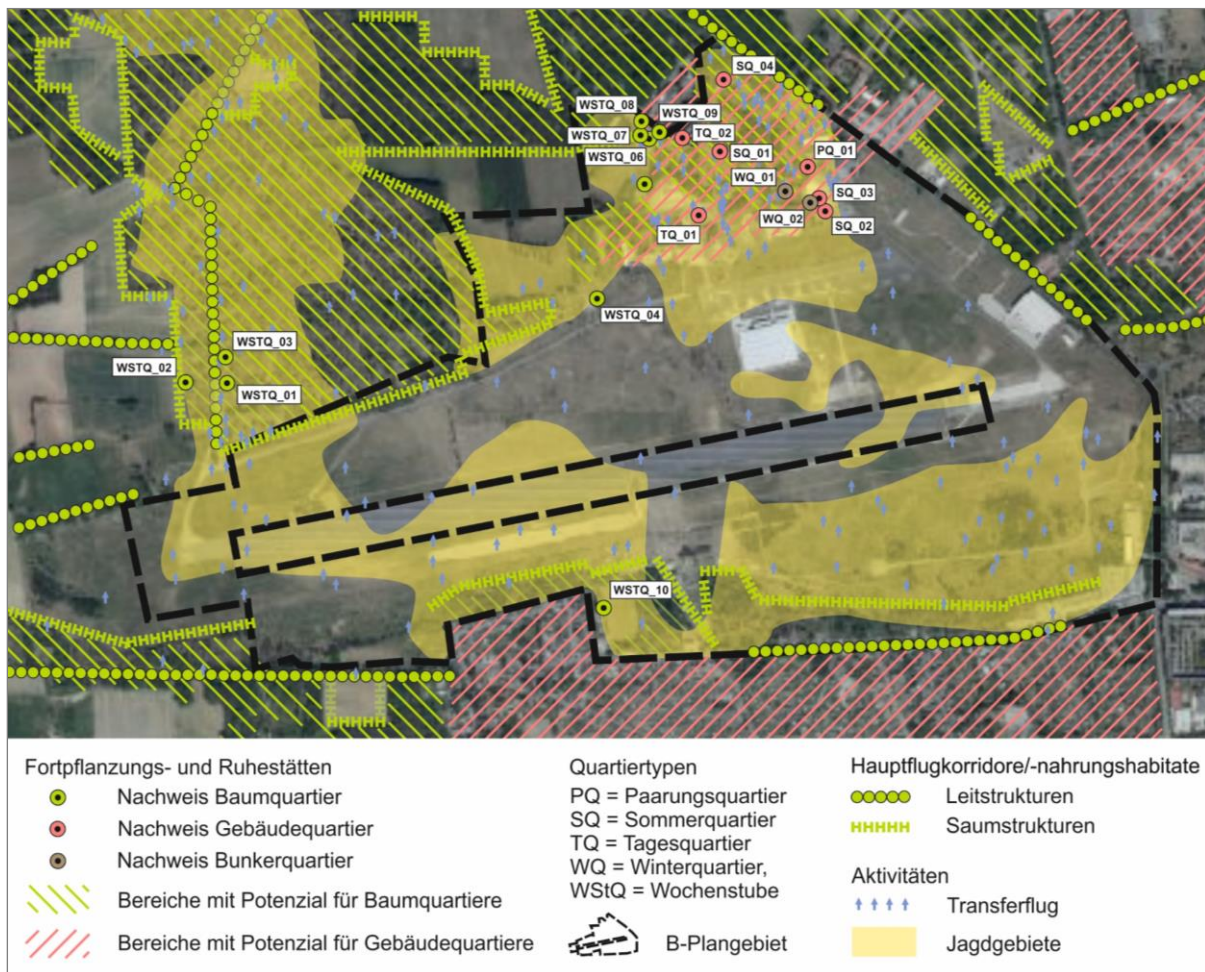 SQ_04
WSTQ_08
WSTQ_09
WSTQ_07
TQ_02
WSTQ_06
SQ_01
PQ_01
WQ_01
SQ_03
WQ_02
SQ_02
TQ_01
WSTQ_04
WSTQ_03
WSTQ_02
WSTQ_01
WSTQ_10
Fortpflanzungs- und Ruhestätten
Nachweis Baumquartier
Nachweis Gebäudequartier
Nachweis Bunkerquartier
Bereiche mit Potenzial für Baumquartiere
Bereiche mit Potenzial für Gebäudequartiere
Quartiertypen
PQ = Paarungsquartier
SQ = Sommerquartier
TQ = Tagesquartier
WQ = Winterquartier,
WStQ = Wochenstube
B-Plangebiet
Hauptflugkorridore/-nahrungshabitate
Leitstrukturen
Saumstrukturen
Aktivitäten
Transferflug
Jagdgebiete